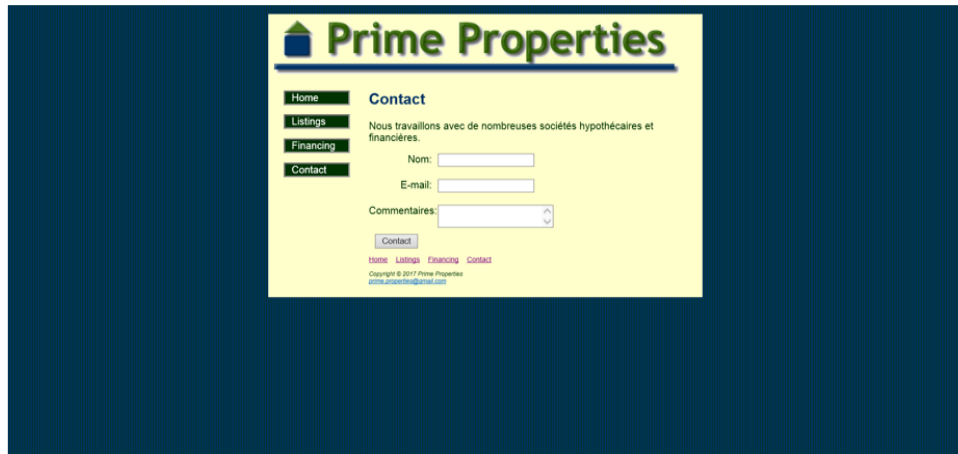 Prime Properties
Home
Listings
Financing
Contact
Contact
Nous travaillons avec de nombreuses sociétés hypothécaires et
financières.
Nom:
E-mail:
Commentaires:
Contact
Home Listings Financing Contact
Copyright © 2017 Prime Properties
prime.properties@gmail.com